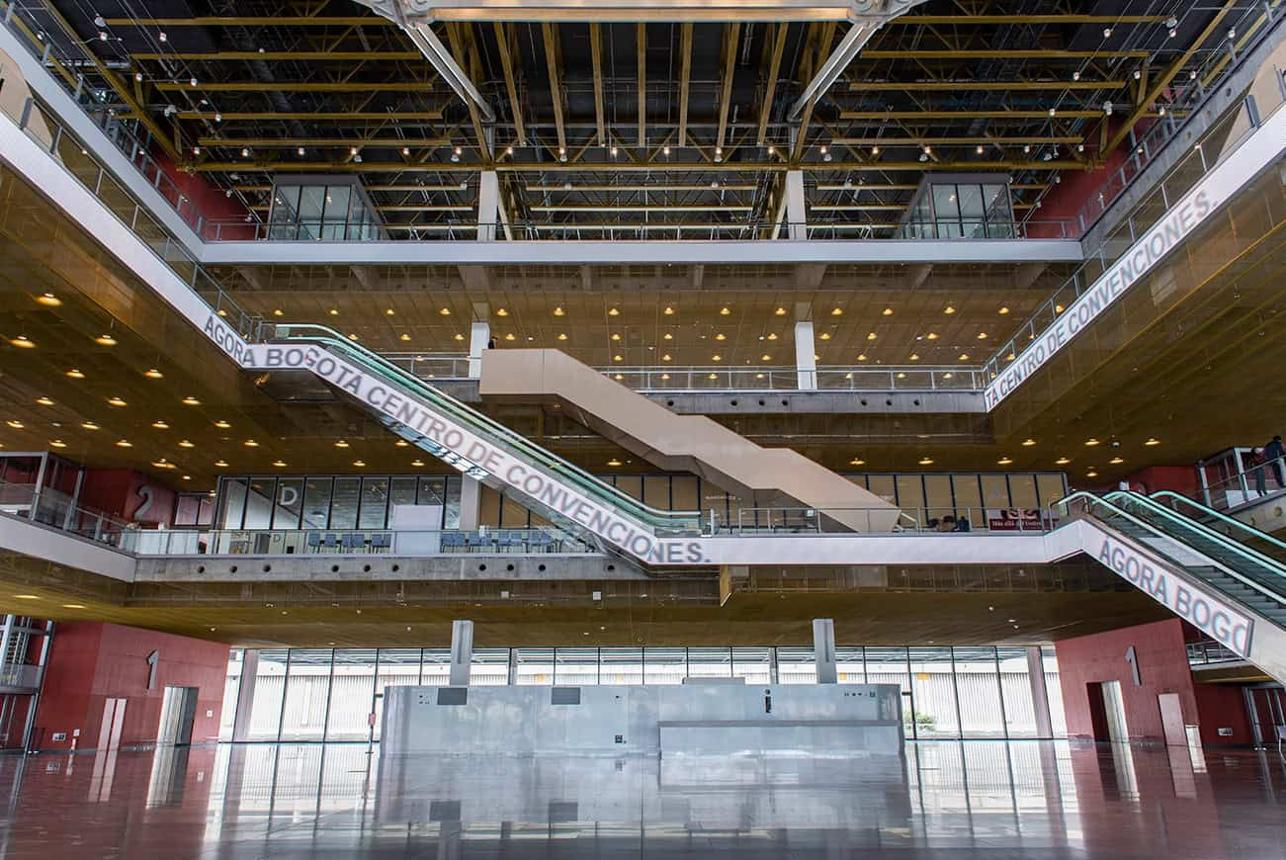 AGORA BOGOTA CENTRO DE CONVENCIONES.
TA CENTRO DE CONVENCIONES.
2
D
D
AGORA BOGO
1
1